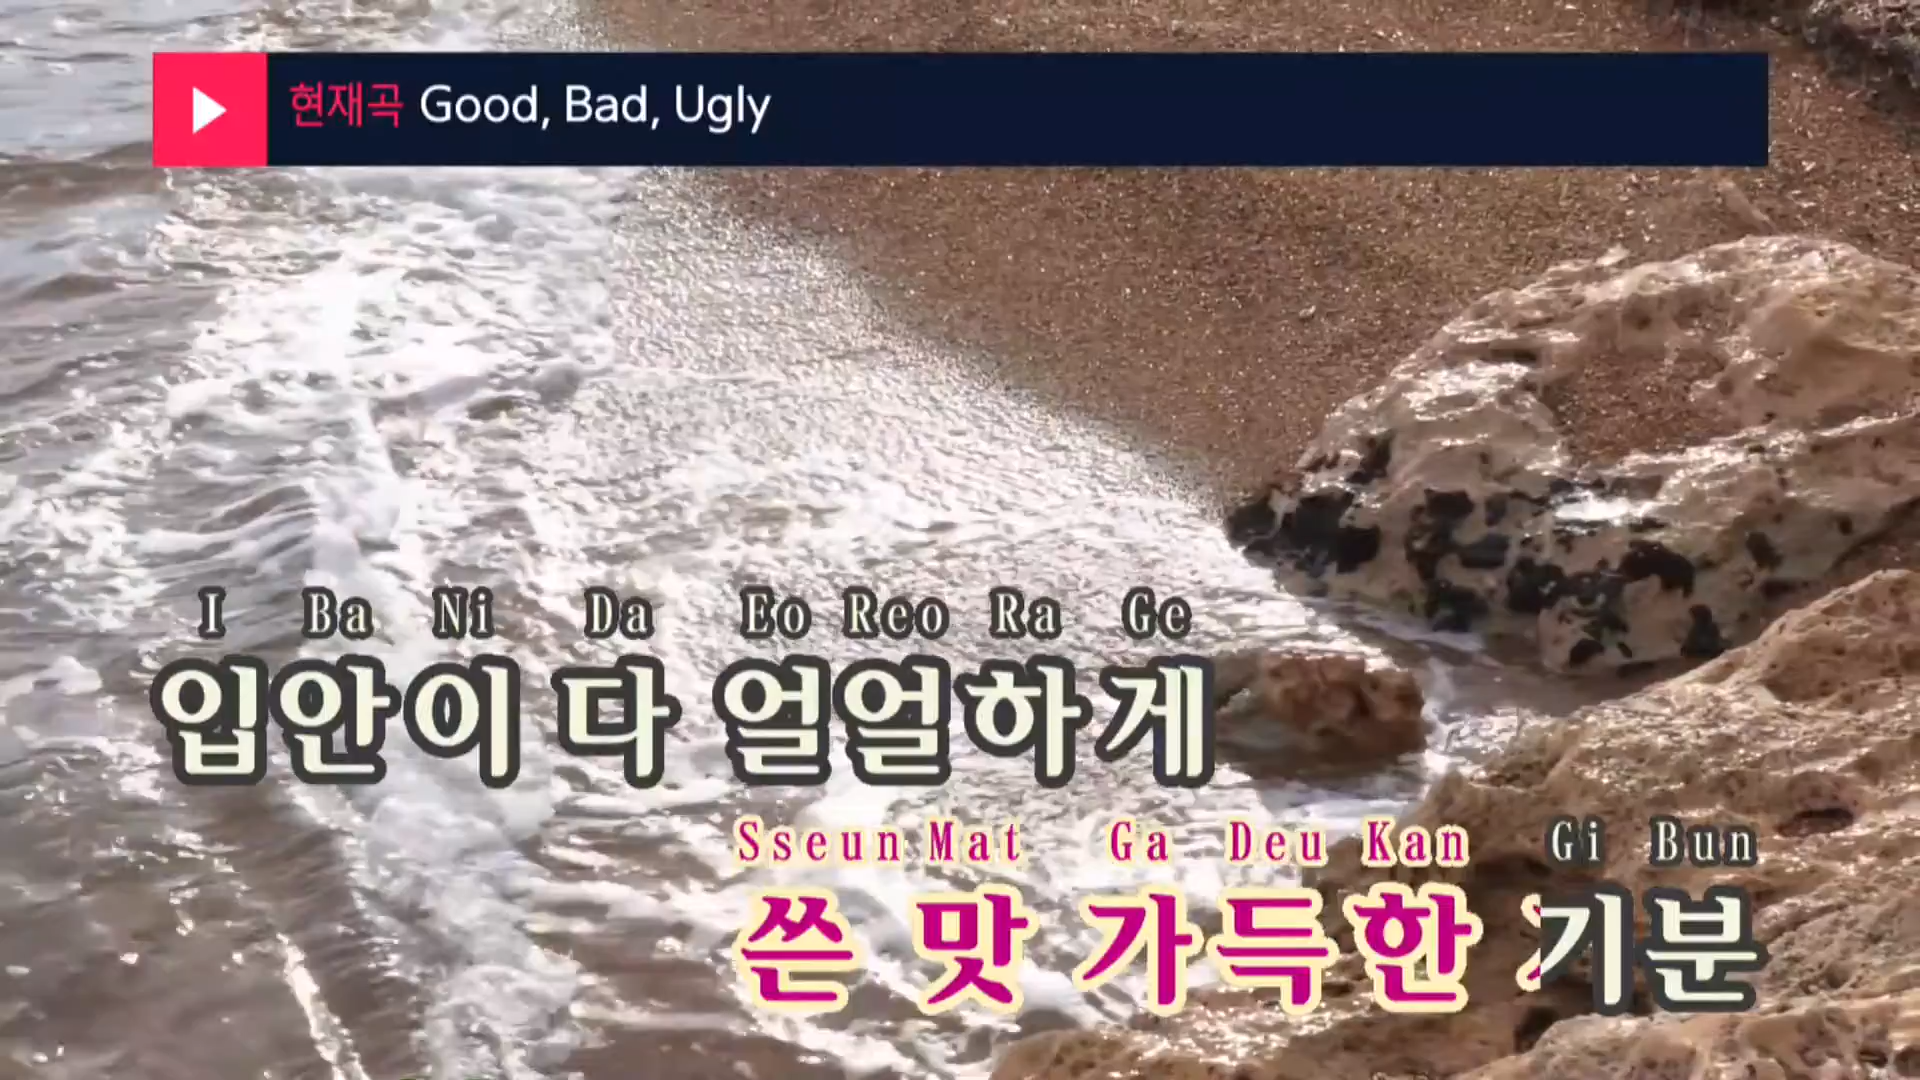 현재곡 Good, Bad, Ugly
I Ba Ni Da Eo Reo Ra Ge
입안이 다 얼얼하게
Sseun Mat Ga Deu Kan Gi Bun
쓴 맛 가득한 기분